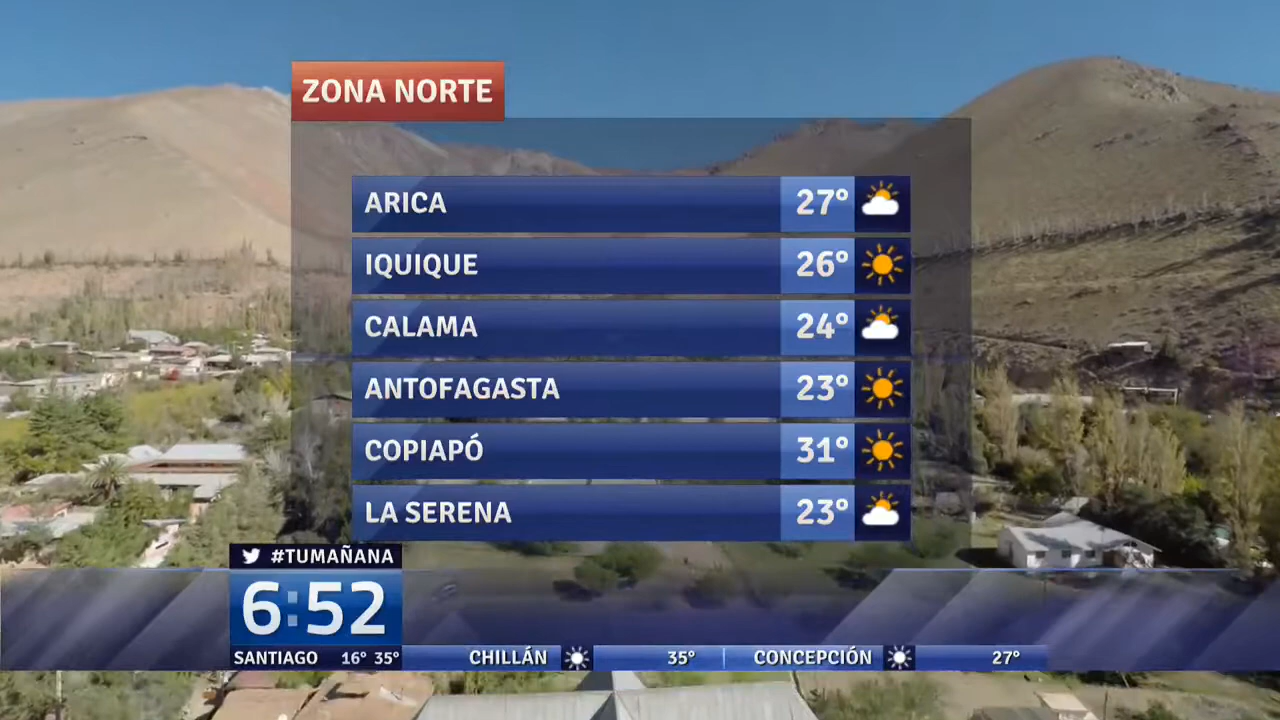 ZONA NORTE
ARICA 27°
IQUIQUE 26°
CALAMA 24°
ANTOFAGASTA 23°
COPIAPÓ 31°
LA SERENA 23°
#TUMAÑANA
6:52
SANTIAGO 16° 35° CHILLÁN 35° CONCEPCIÓN 27°